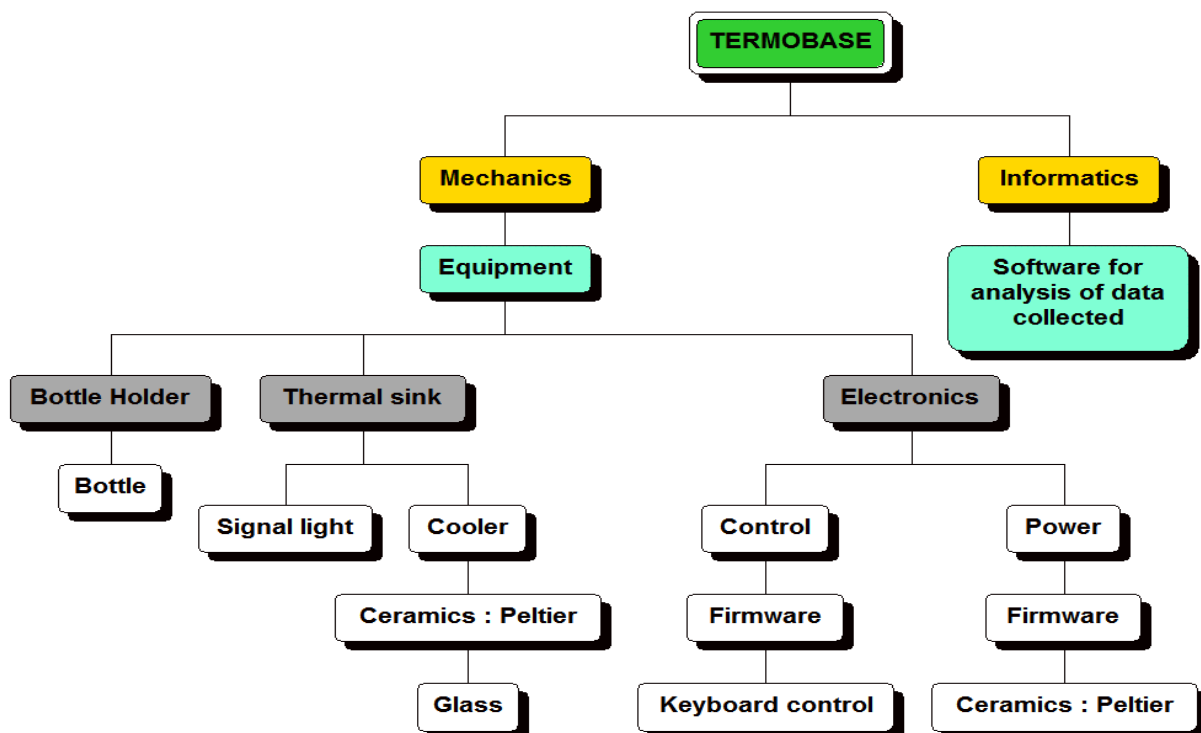 TERMOBASE
Mechanics
Informatics
Equipment
Software for
analysis of data
collected
Bottle Holder
Thermal sink
Electronics
Bottle
Signal light
Cooler
Control
Power
Ceramics : Peltier
Firmware
Firmware
Glass
Keyboard control
Ceramics : Peltier